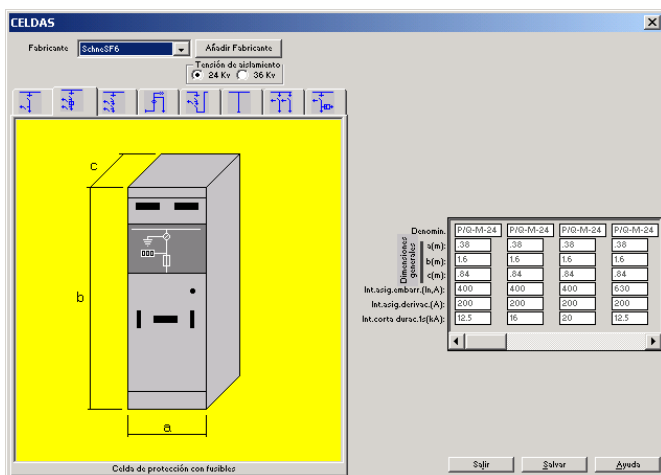 CELDAS
Fabricante SchneSF6 Añadir Fabricante
Tensión de aislamiento
24 Kv 36 Kv
c
b
a
Celda de protección con fusibles
Denomin. P/Q-M-24 P/Q-M-24 P/Q-M-24 P/Q-M-24
Dimensiones generales
a(m): .38 .38 .38 .38
b(m): 1.6 1.6 1.6 1.6
c(m): .84 .84 .84 .84
Int.asig.embarr.(In,A): 400 400 400 630
Int.asig.derivac.(A): 200 200 200 200
Int.corta durac.1s(kA): 12.5 16 20 12.5
Salir Salvar Ayuda